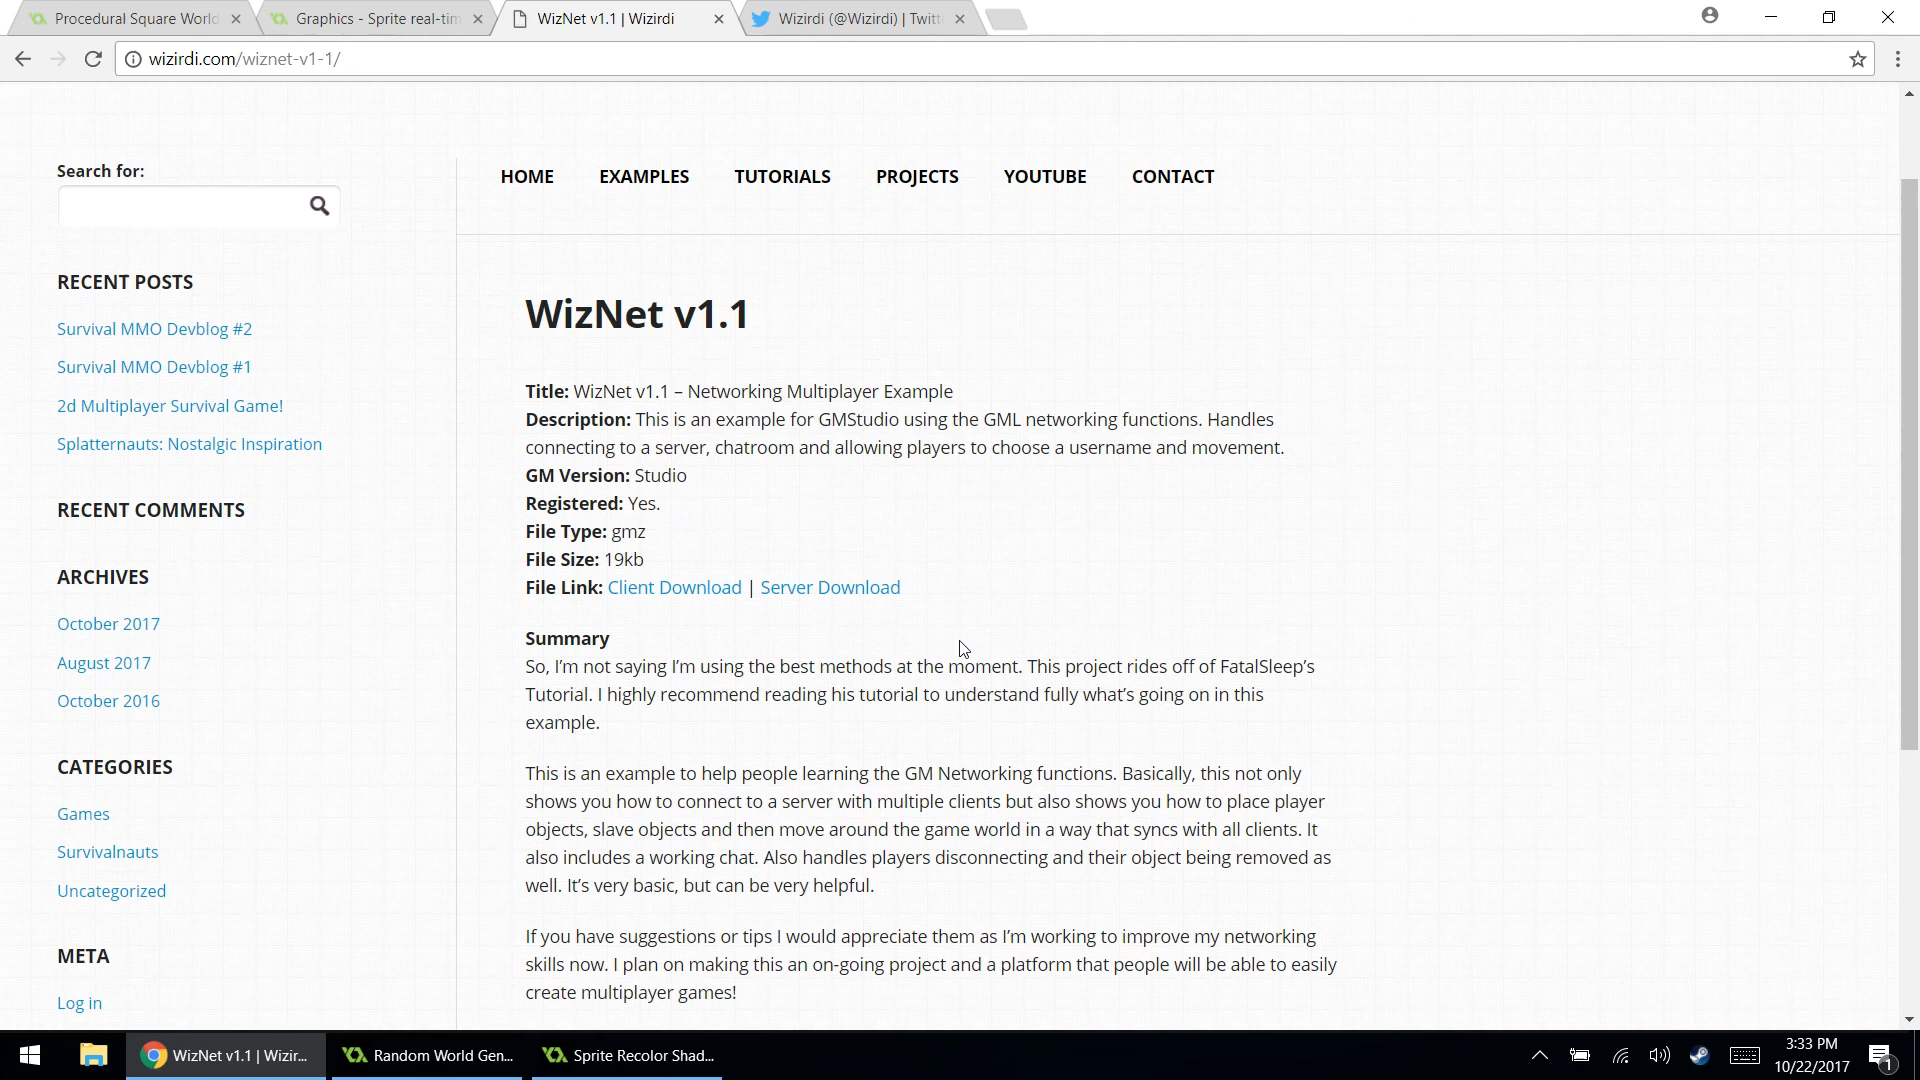 Procedural Square World
Graphics - Sprite real-tim
WizNet v1.1 | Wizirdi
Wizirdi (@Wizirdi) | Twitt
wizirdi.com/wiznet-v1-1/
Search for:
HOME EXAMPLES TUTORIALS PROJECTS YOUTUBE CONTACT
RECENT POSTS
Survival MMO Devblog #2
Survival MMO Devblog #1
2d Multiplayer Survival Game!
Splatternauts: Nostalgic Inspiration
RECENT COMMENTS
ARCHIVES
October 2017
August 2017
October 2016
CATEGORIES
Games
Survivalnauts
Uncategorized
META
Log in
WizNet v1.1
Title: WizNet v1.1 – Networking Multiplayer Example
Description: This is an example for GMStudio using the GML networking functions. Handles
connecting to a server, chatroom and allowing players to choose a username and movement.
GM Version: Studio
Registered: Yes.
File Type: gmz
File Size: 19kb
File Link: Client Download | Server Download
Summary
So, I’m not saying I’m using the best methods at the moment. This project rides off of FatalSleep’s
Tutorial. I highly recommend reading his tutorial to understand fully what’s going on in this
example.
This is an example to help people learning the GM Networking functions. Basically, this not only
shows you how to connect to a server with multiple clients but also shows you how to place player
objects, slave objects and then move around the game world in a way that syncs with all clients. It
also includes a working chat. Also handles players disconnecting and their object being removed as
well. It’s very basic, but can be very helpful.
If you have suggestions or tips I would appreciate them as I’m working to improve my networking
skills now. I plan on making this an on-going project and a platform that people will be able to easily
create multiplayer games!
WizNet v1.1 | Wizir...
Random World Gen...
Sprite Recolor Shad...
3:33 PM
10/22/2017
1